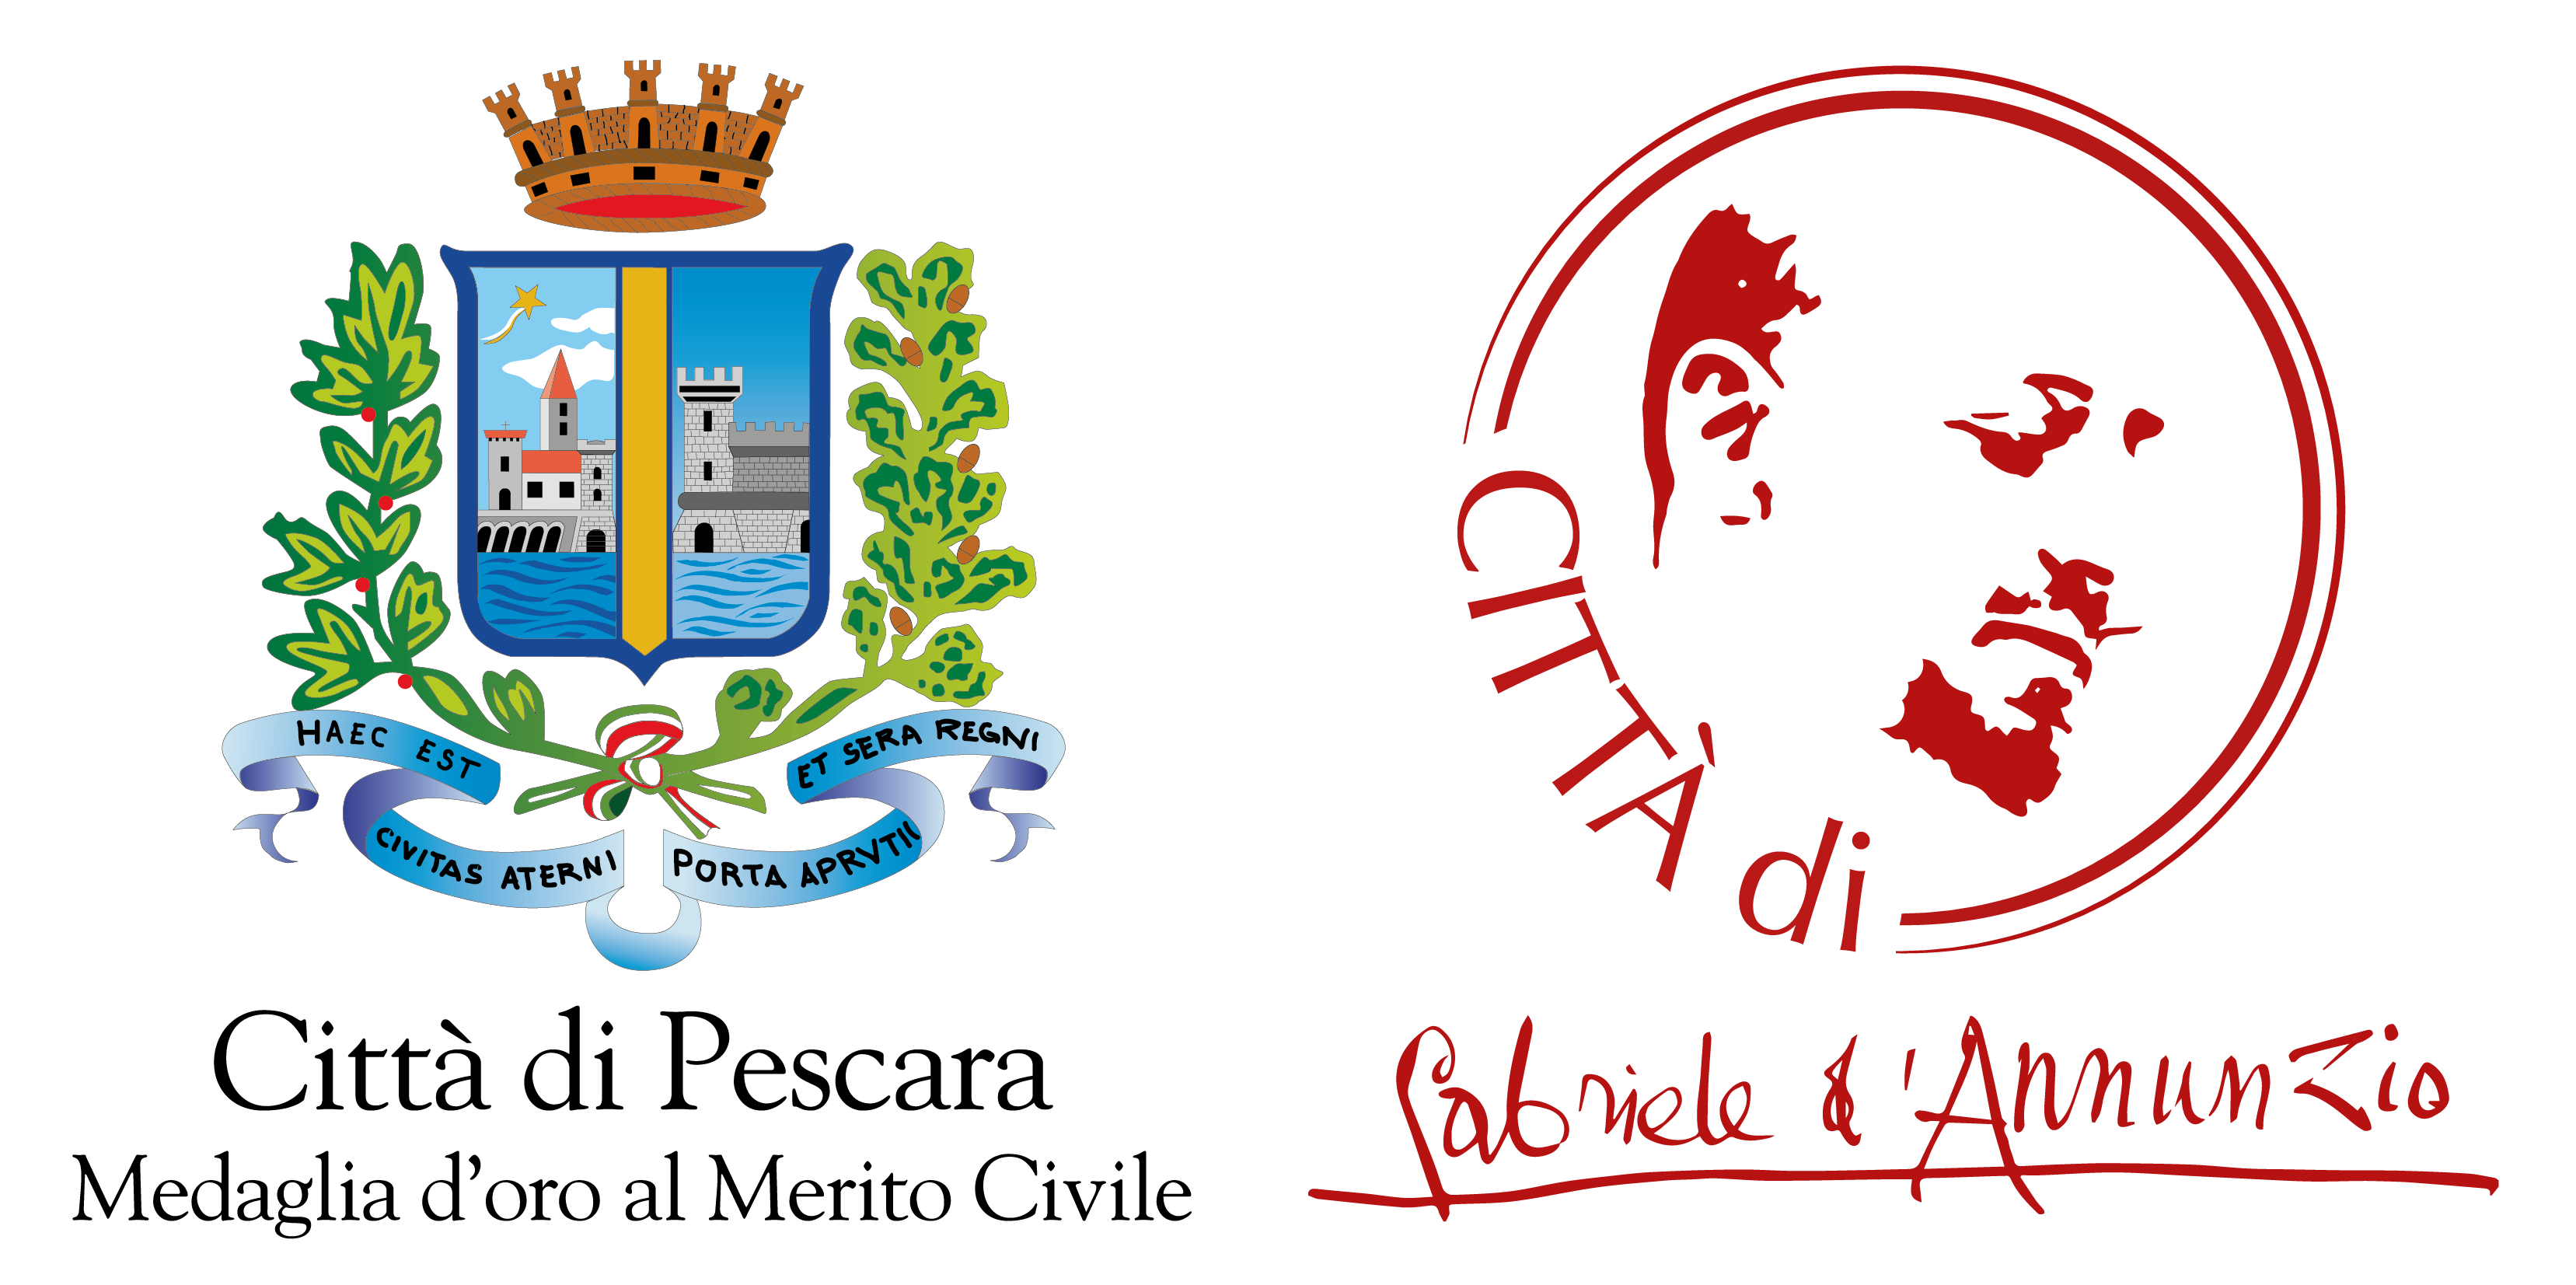 HAEC EST
CIVITAS ATERNI
PORTA APRVTII
ET SERA REGNI
Città di Pescara
Medaglia d’oro al Merito Civile
CITTÀ di
Gabriele d'Annunzio